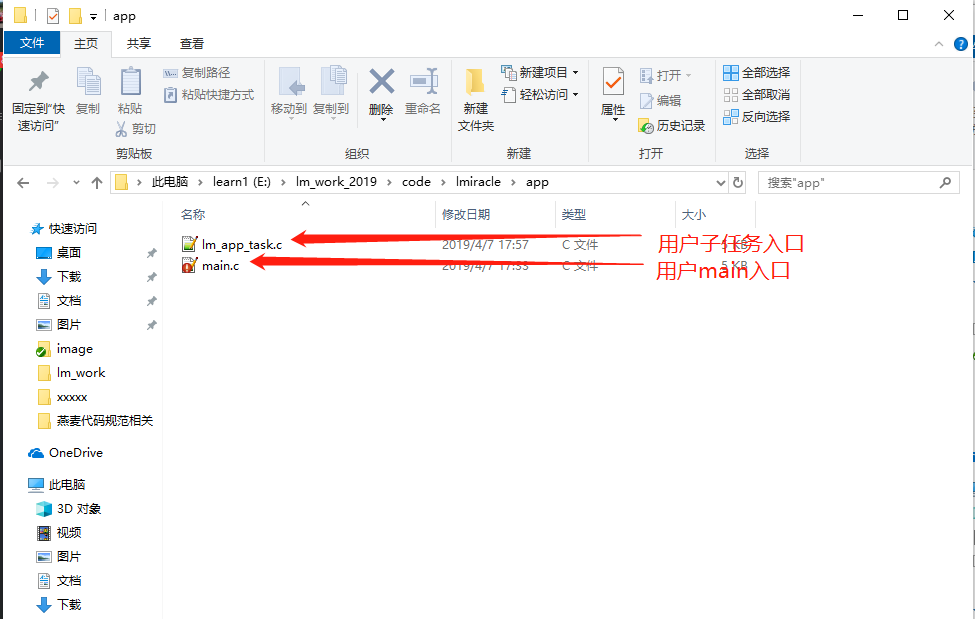 app
文件 主页 共享 查看
固定到"快速访问"
复制
粘贴
复制路径
粘贴快捷方式
剪切
剪贴板
移动到
复制到
删除
重命名
组织
新建文件夹
新建项目
轻松访问
新建
属性
打开
编辑
历史记录
打开
全部选择
全部取消
反向选择
选择
此电脑 learn1 (E:) lm_work_2019 code lmiracle app
搜索"app"
名称 修改日期 类型 大小
lm_app_task.c 2019/4/7 17:57 C 文件 5 KB
用户子任务入口
main.c 2019/4/7 17:33 C 文件 5 KB
用户main入口
快速访问
桌面
下载
文档
图片
image
lm_work
xxxxx
燕麦代码规范相关
OneDrive
此电脑
3D 对象
视频
图片
文档
下载